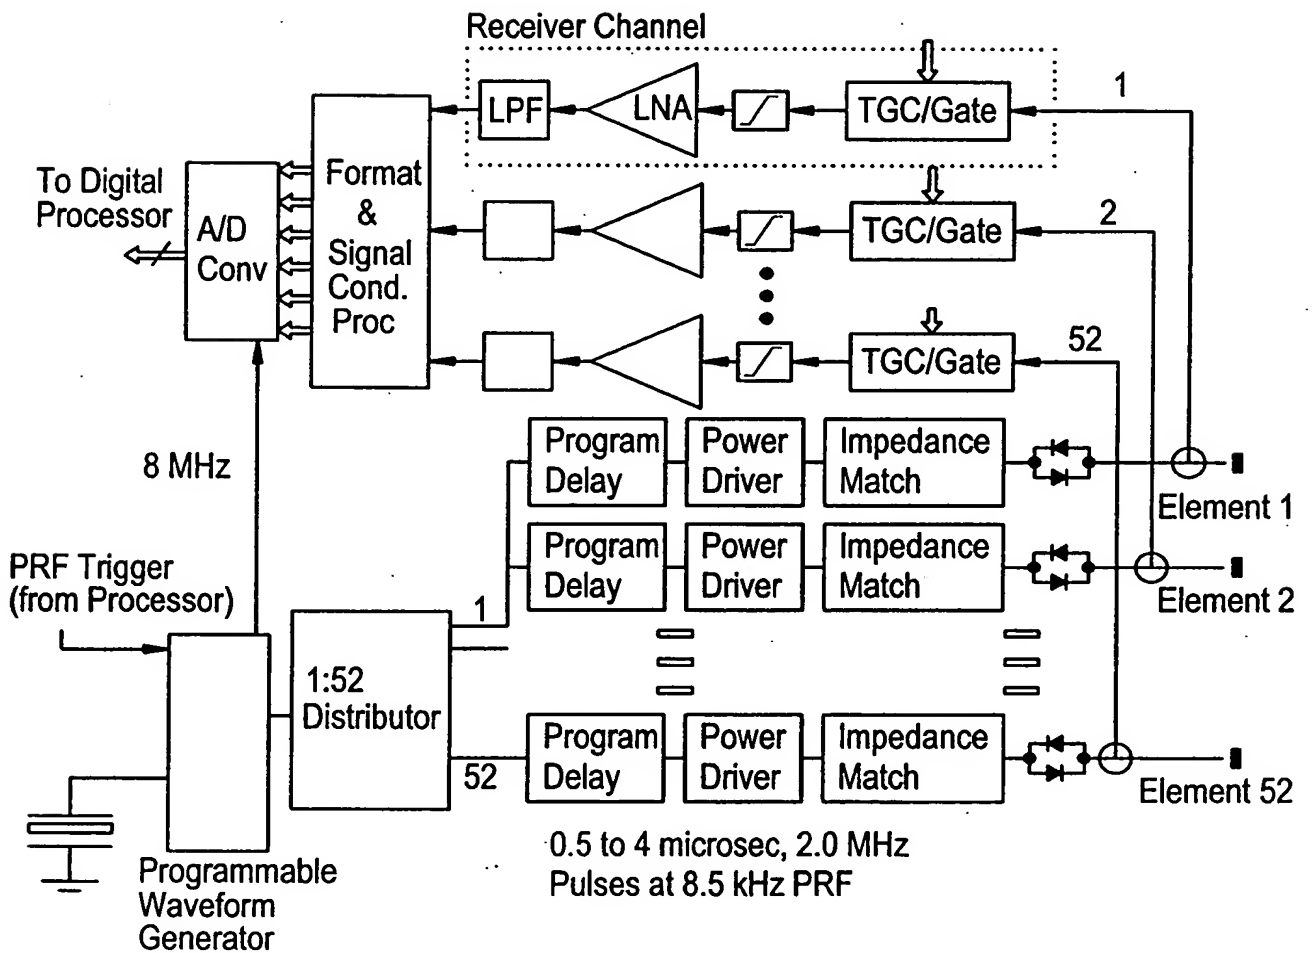 Receiver Channel
LPF
LNA
TGC/Gate
1
To Digital
Processor
A/D
Conv
Format
&
Signal
Cond.
Proc
TGC/Gate
2
TGC/Gate
52
8 MHz
Program
Delay
Power
Driver
Impedance
Match
Element 1
Program
Delay
Power
Driver
Impedance
Match
Element 2
PRF Trigger
(from Processor)
1
1:52
Distributor
52
Program
Delay
Power
Driver
Impedance
Match
Element 52
0.5 to 4 microsec, 2.0 MHz
Pulses at 8.5 kHz PRF
Programmable
Waveform
Generator